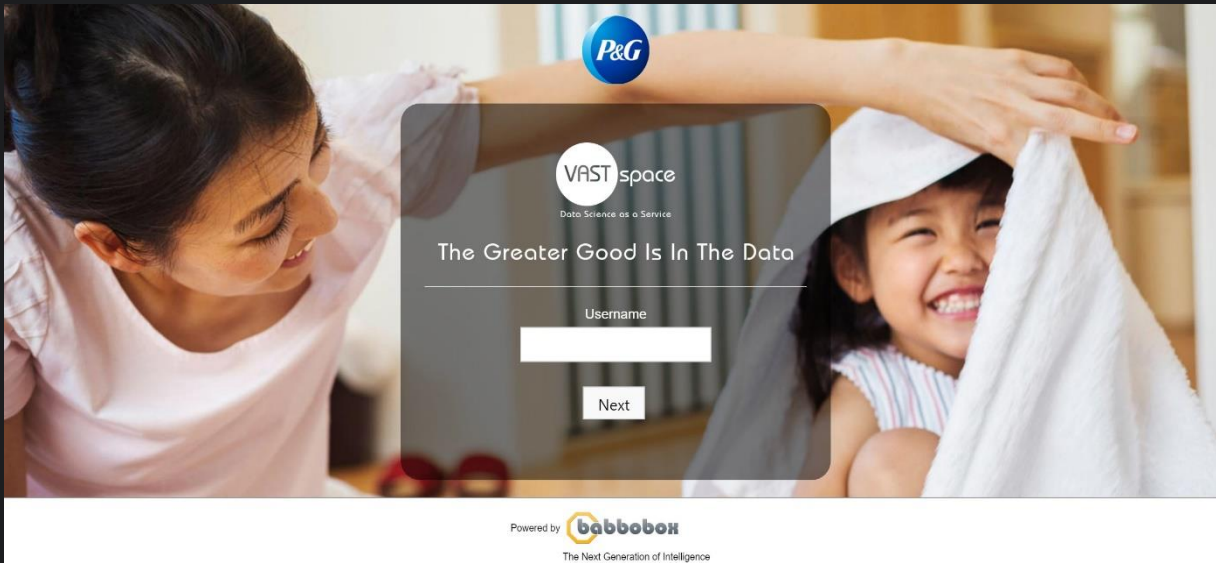 P&G
VAST space
Data Science as a Service
The Greater Good Is In The Data
Username
Next
Powered by babbobox
The Next Generation of Intelligence